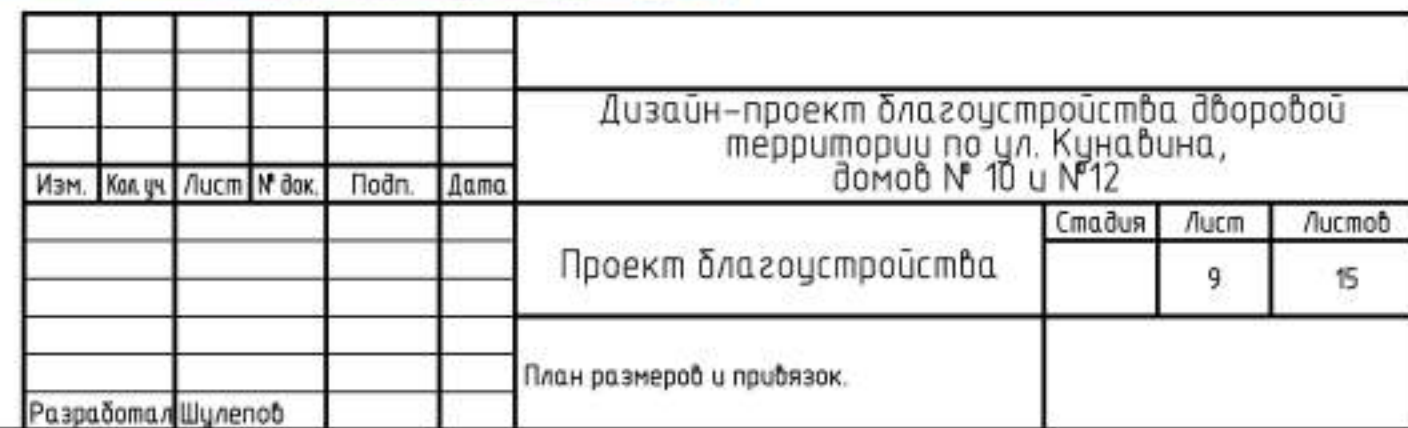 Дизайн-проект благоустройства дворовой
территории по ул. Кунавина,
домов № 10 и №12
Изм. Кол.уч. Лист № док. Подп. Дата
Стадия Лист Листов
Проект благоустройства
9 15
План размеров и привязок.
Разработал Шулепов